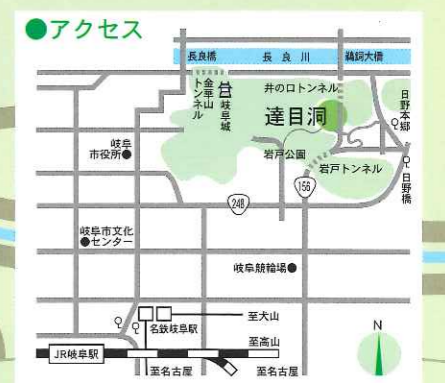 ●アクセス
長良橋
長良川
鵜飼大橋
金華山
トンネル
岐阜城
井の口トンネル
達目洞
日野本郷
岐阜
市役所●
岩戸公園
岩戸トンネル
日野橋
156
248
岐阜市文化
●センター
岐阜競輪場●
名鉄岐阜駅
至犬山
N
JR岐阜駅
至高山
至名古屋
至名古屋